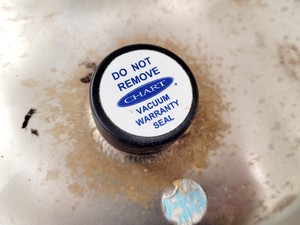 DO NOT
REMOVE
CHART
VACUUM
WARRANTY
SEAL